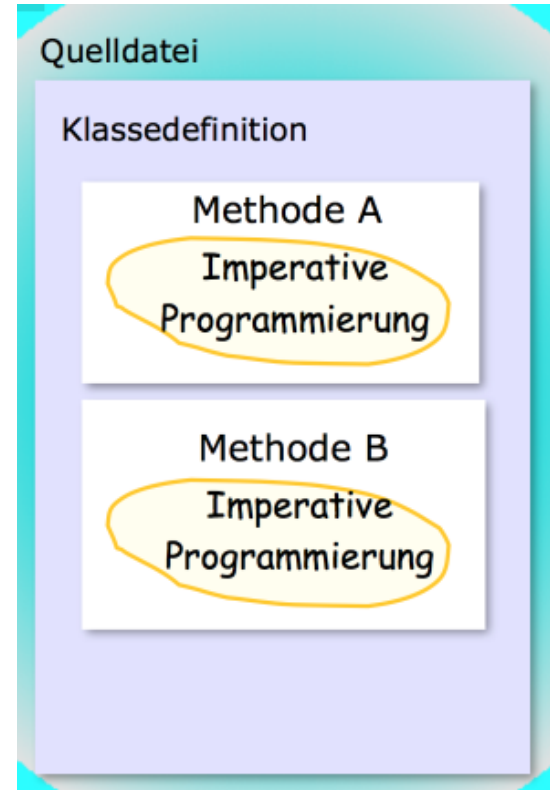 Quelldatei
Klassedefinition
Methode A
Imperative
Programmierung
Methode B
Imperative
Programmierung